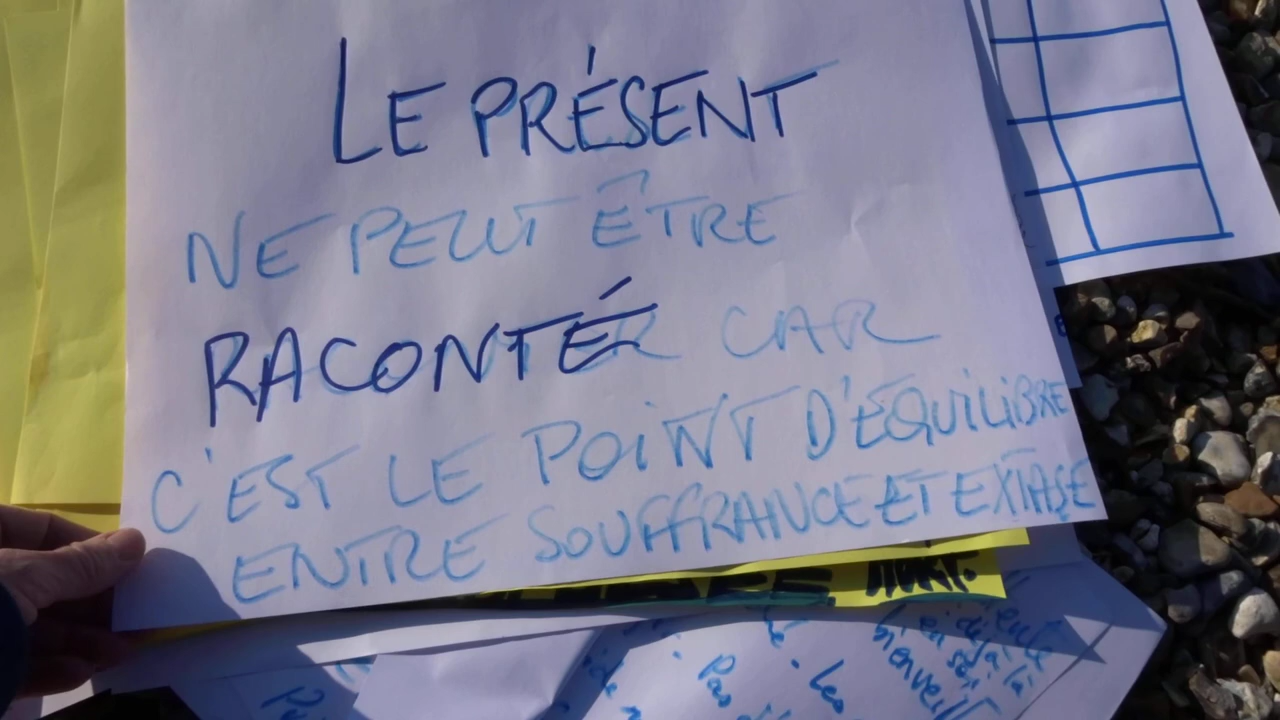 LE PRÉSENT
NE PEUT ÊTRE
RACONTÉ CAR
C'EST LE POINT D'ÉQUILIBRE
ENTRE SOUFFRANCE ET EXTASE